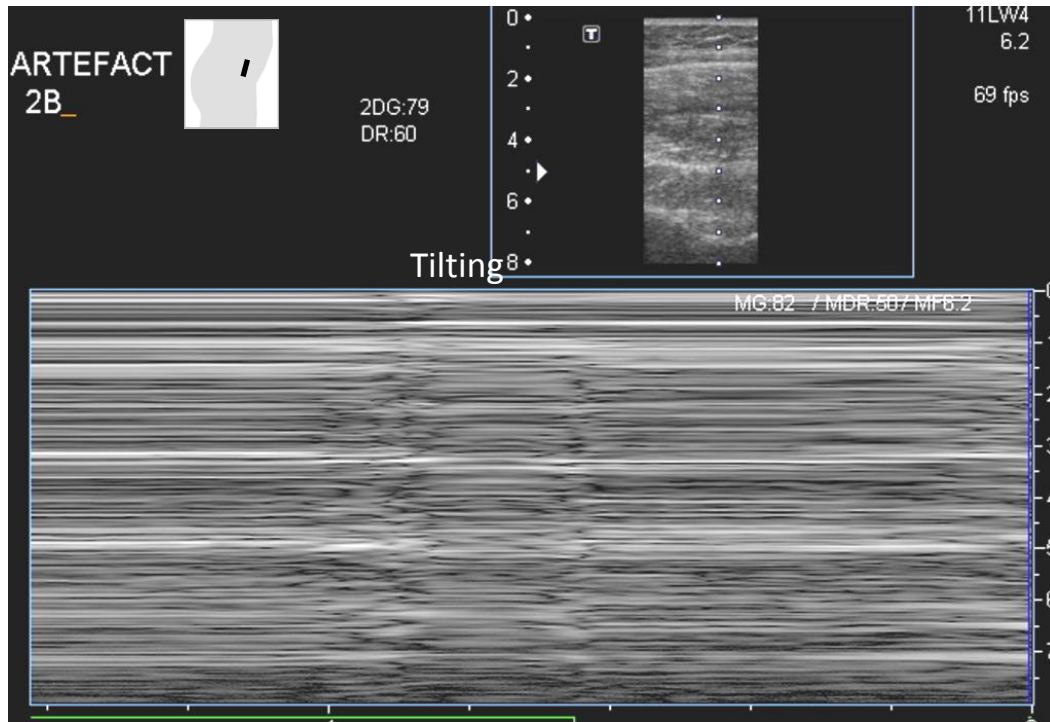 ARTEFACT
2B_
2DG:79
DR:60
0
2
4
6
8
T
11LW4
6.2
69 fps
Tilting
MG:82 / MDR:50 / MF6.2